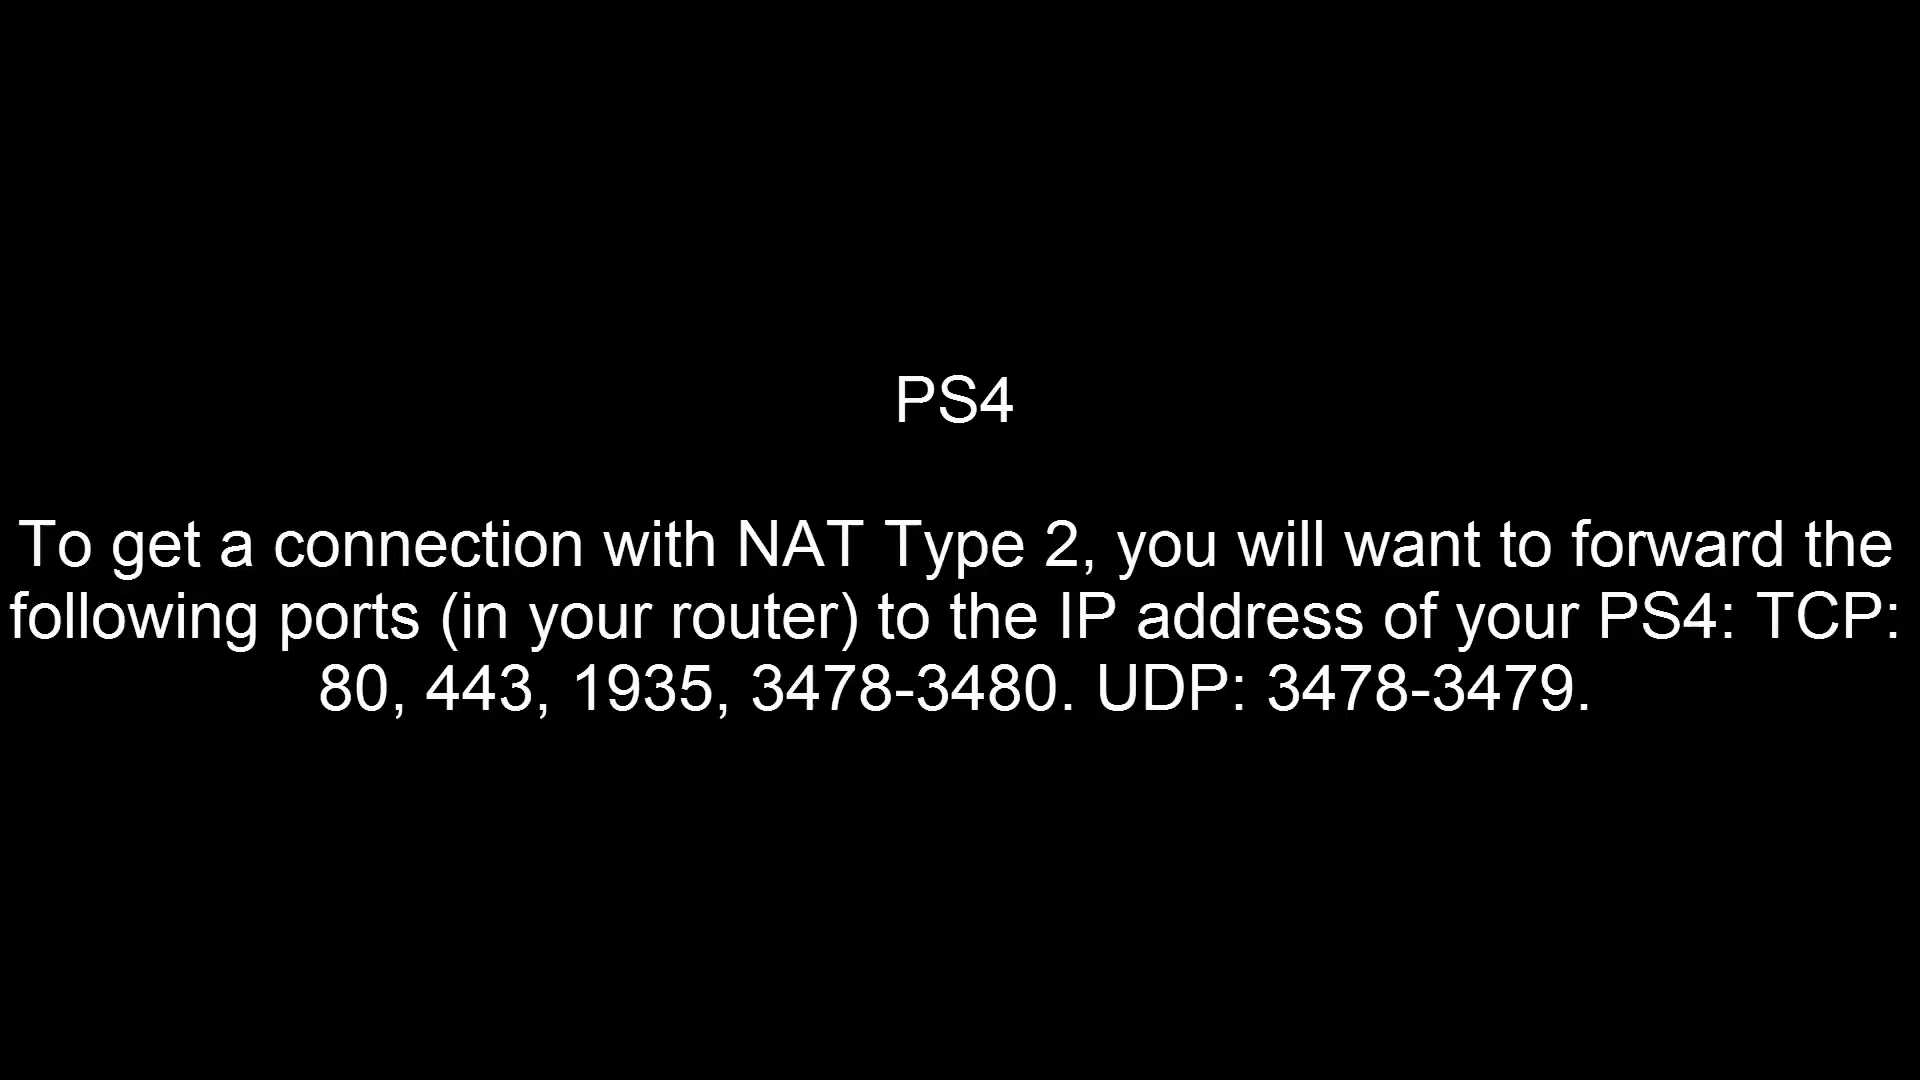 PS4
To get a connection with NAT Type 2, you will want to forward the
following ports (in your router) to the IP address of your PS4: TCP:
80, 443, 1935, 3478-3480. UDP: 3478-3479.